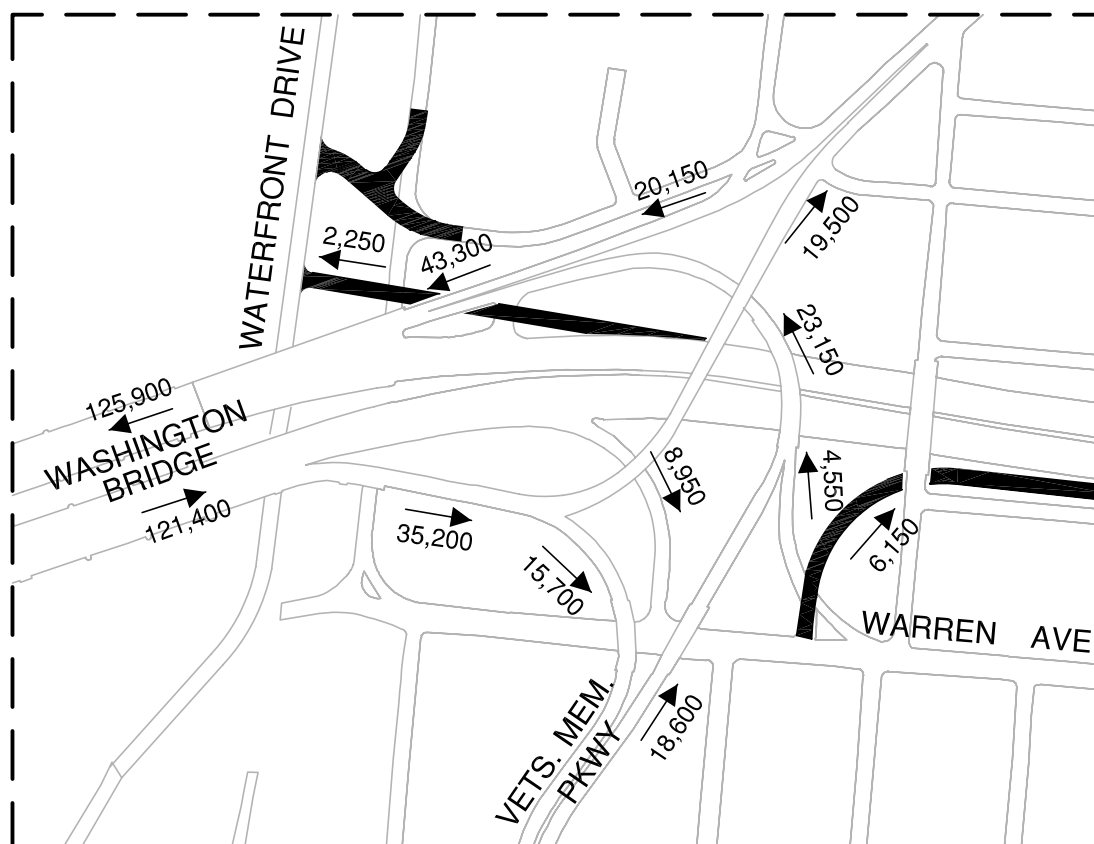 WATERFRONT DRIVE
20,150
19,500
2,250
43,300
23,150
125,900
WASHINGTON
BRIDGE
121,400
8,950
4,550
35,200
6,150
15,700
WARREN AVE
VETS. MEM.
PKWY
18,600